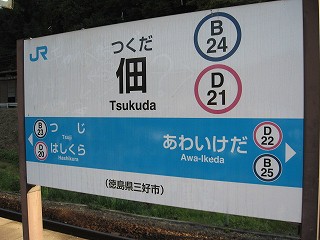 JR
つくだ
佃
Tsukuda
B
24
D
21
B
23
つじ
Tsuji
D
20
はしくら
Hashikura
あわいけだ
Awa-Ikeda
D
22
B
25
(徳島県三好市)